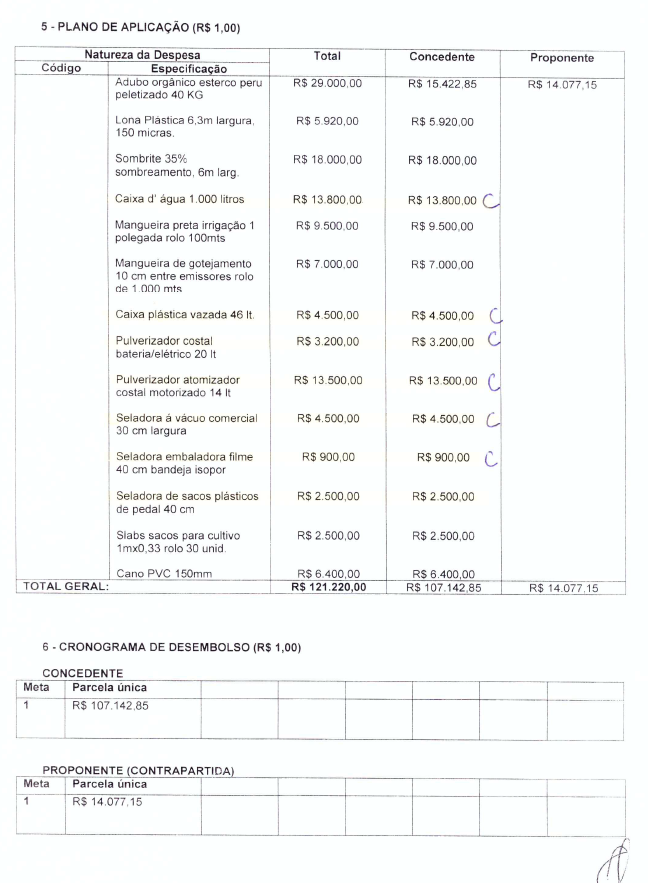 5 - PLANO DE APLICAÇÃO (R$ 1,00)
Natureza da Despesa Total Concedente Proponente
Código Especificação
Adubo orgânico esterco peru R$ 29.000,00 R$ 15.422,85 R$ 14.077,15
peletizado 40 KG
Lona Plástica 6,3m largura, R$ 5.920,00 R$ 5.920,00
150 micras.
Sombrite 35% R$ 18.000,00 R$ 18.000,00
sombreamento, 6m larg.
Caixa d' água 1.000 litros R$ 13.800,00 R$ 13.800,00 C
Mangueira preta irrigação 1 R$ 9.500,00 R$ 9.500,00
polegada rolo 100mts
Mangueira de gotejamento R$ 7.000,00 R$ 7.000,00
10 cm entre emissores rolo
de 1.000 mts
Caixa plástica vazada 46 lt. R$ 4.500,00 R$ 4.500,00 C
Pulverizador costal R$ 3.200,00 R$ 3.200,00 C
bateria/elétrico 20 lt
Pulverizador atomizador R$ 13.500,00 R$ 13.500,00 C
costal motorizado 14 lt
Seladora á vácuo comercial R$ 4.500,00 R$ 4.500,00 C
30 cm largura
Seladora embaladora filme R$ 900,00 R$ 900,00 C
40 cm bandeja isopor
Seladora de sacos plásticos R$ 2.500,00 R$ 2.500,00
de pedal 40 cm
Slabs sacos para cultivo R$ 2.500,00 R$ 2.500,00
1mx0,33 rolo 30 unid.
Cano PVC 150mm R$ 6.400,00 R$ 6.400,00
TOTAL GERAL: R$ 121.220,00 R$ 107.142,85 R$ 14.077,15
6 - CRONOGRAMA DE DESEMBOLSO (R$ 1,00)
CONCEDENTE
Meta Parcela única
1 R$ 107.142,85
PROPONENTE (CONTRAPARTIDA)
Meta Parcela única
1 R$ 14.077,15